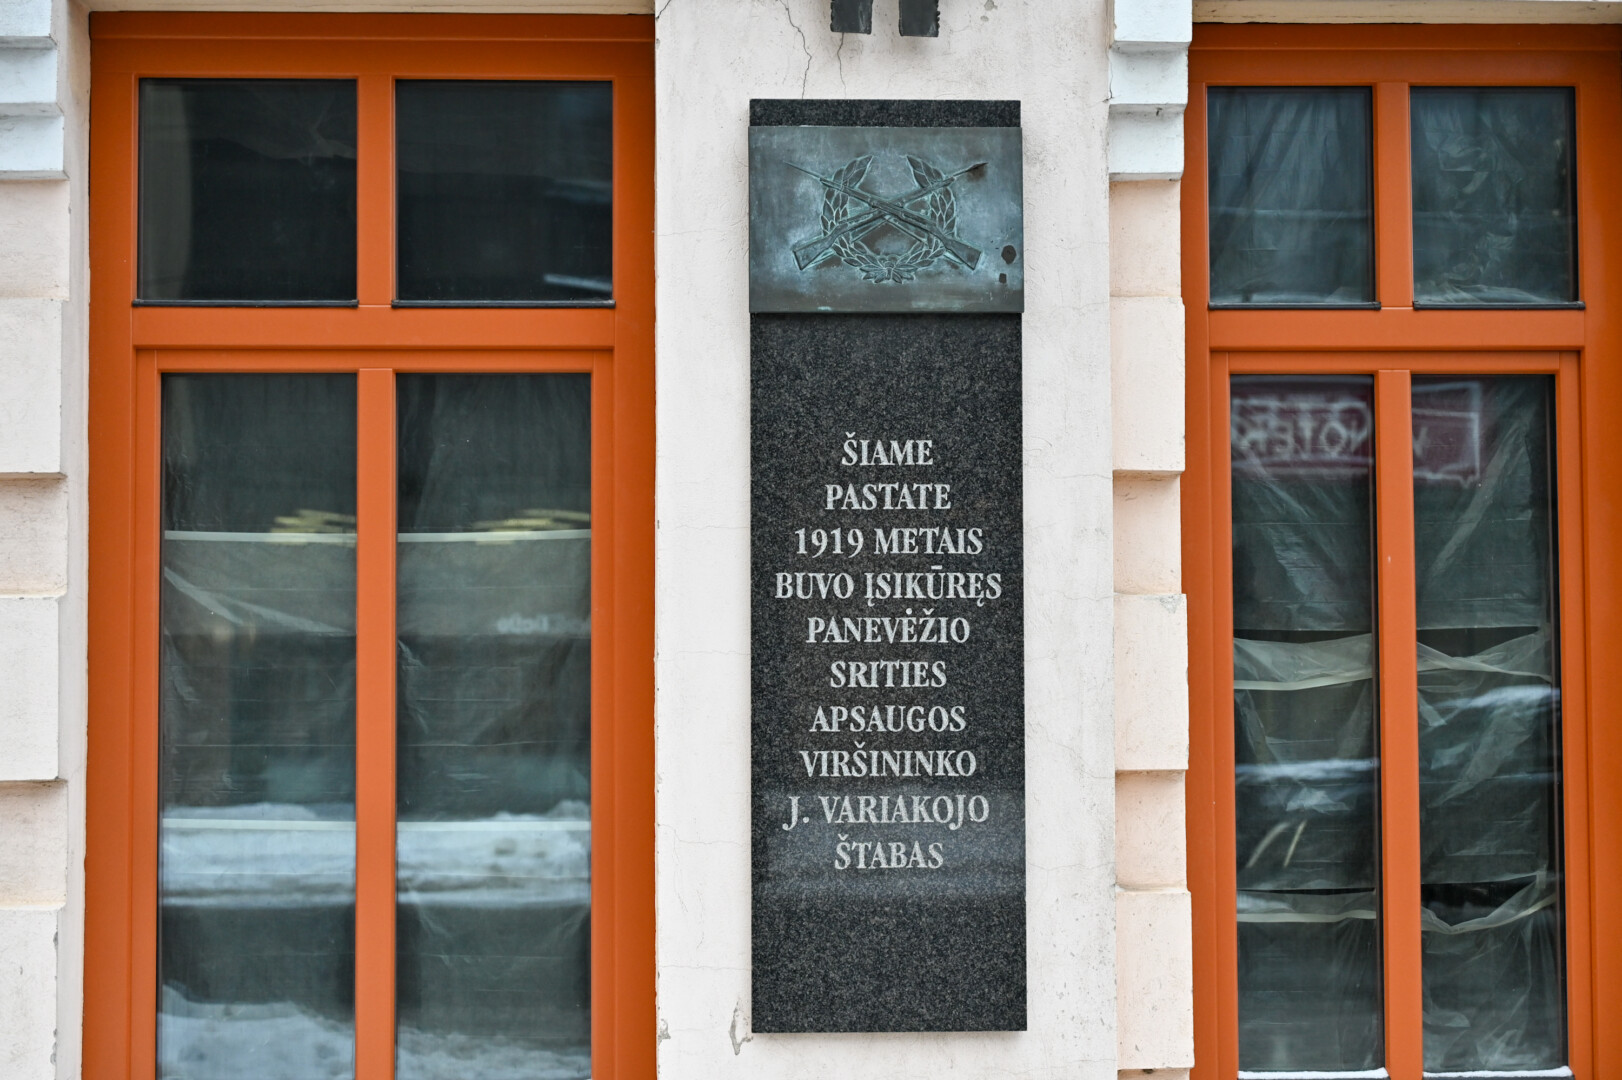 ŠIAME
PASTATE
1919 METAIS
BUVO ĮSIKŪRĘS
PANEVĖŽIO
SRITIES
APSAUGOS
VIRŠININKO
J. VARIAKOJO
ŠTABAS